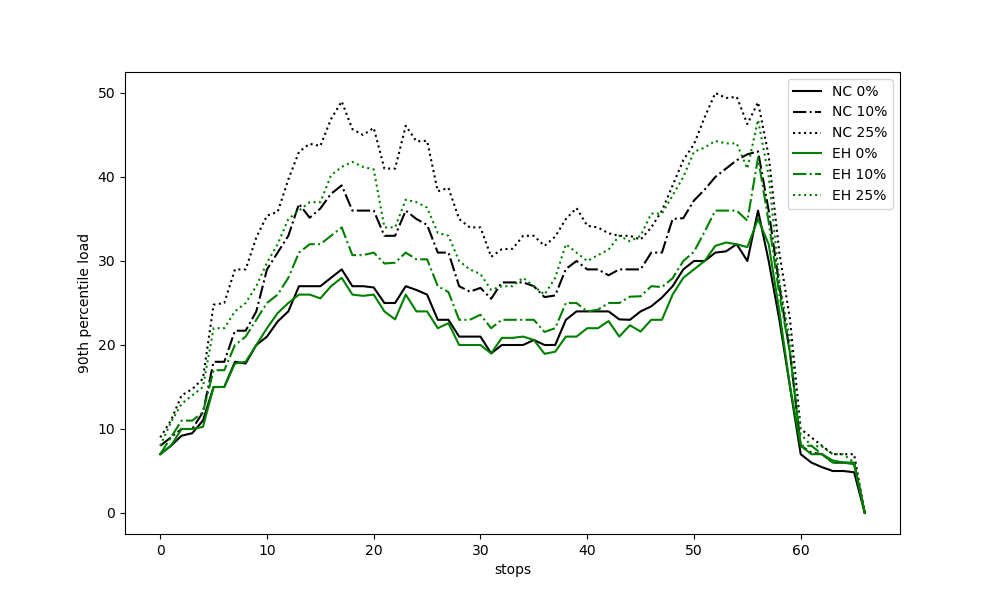 50
40
30
20
10
0
90th percentile load
0 10 20 30 40 50 60
stops
NC 0%
NC 10%
NC 25%
EH 0%
EH 10%
EH 25%